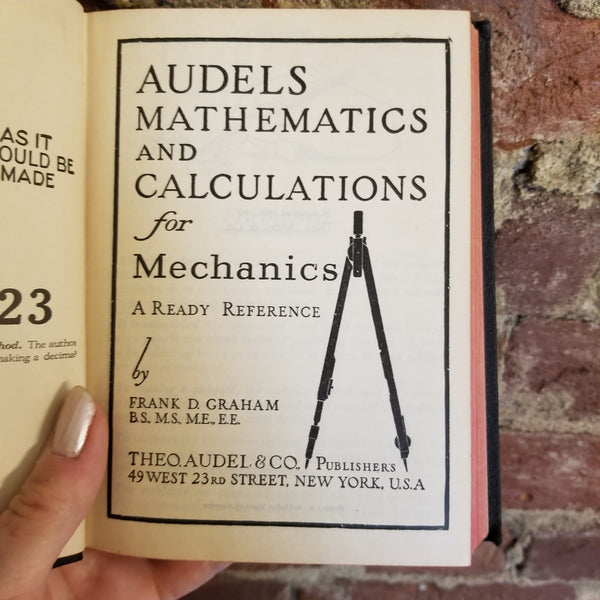 AS IT
OULD BE
MADE
23
hod. The author
making a decimal
AUDELS
MATHEMATICS
AND
CALCULATIONS
for
Mechanics
A READY REFERENCE
by
FRANK D. GRAHAM
B.S., M.S., M.E., E.E.
THEO. AUDEL & CO., PUBLISHERS
49 WEST 23RD STREET, NEW YORK, U.S.A